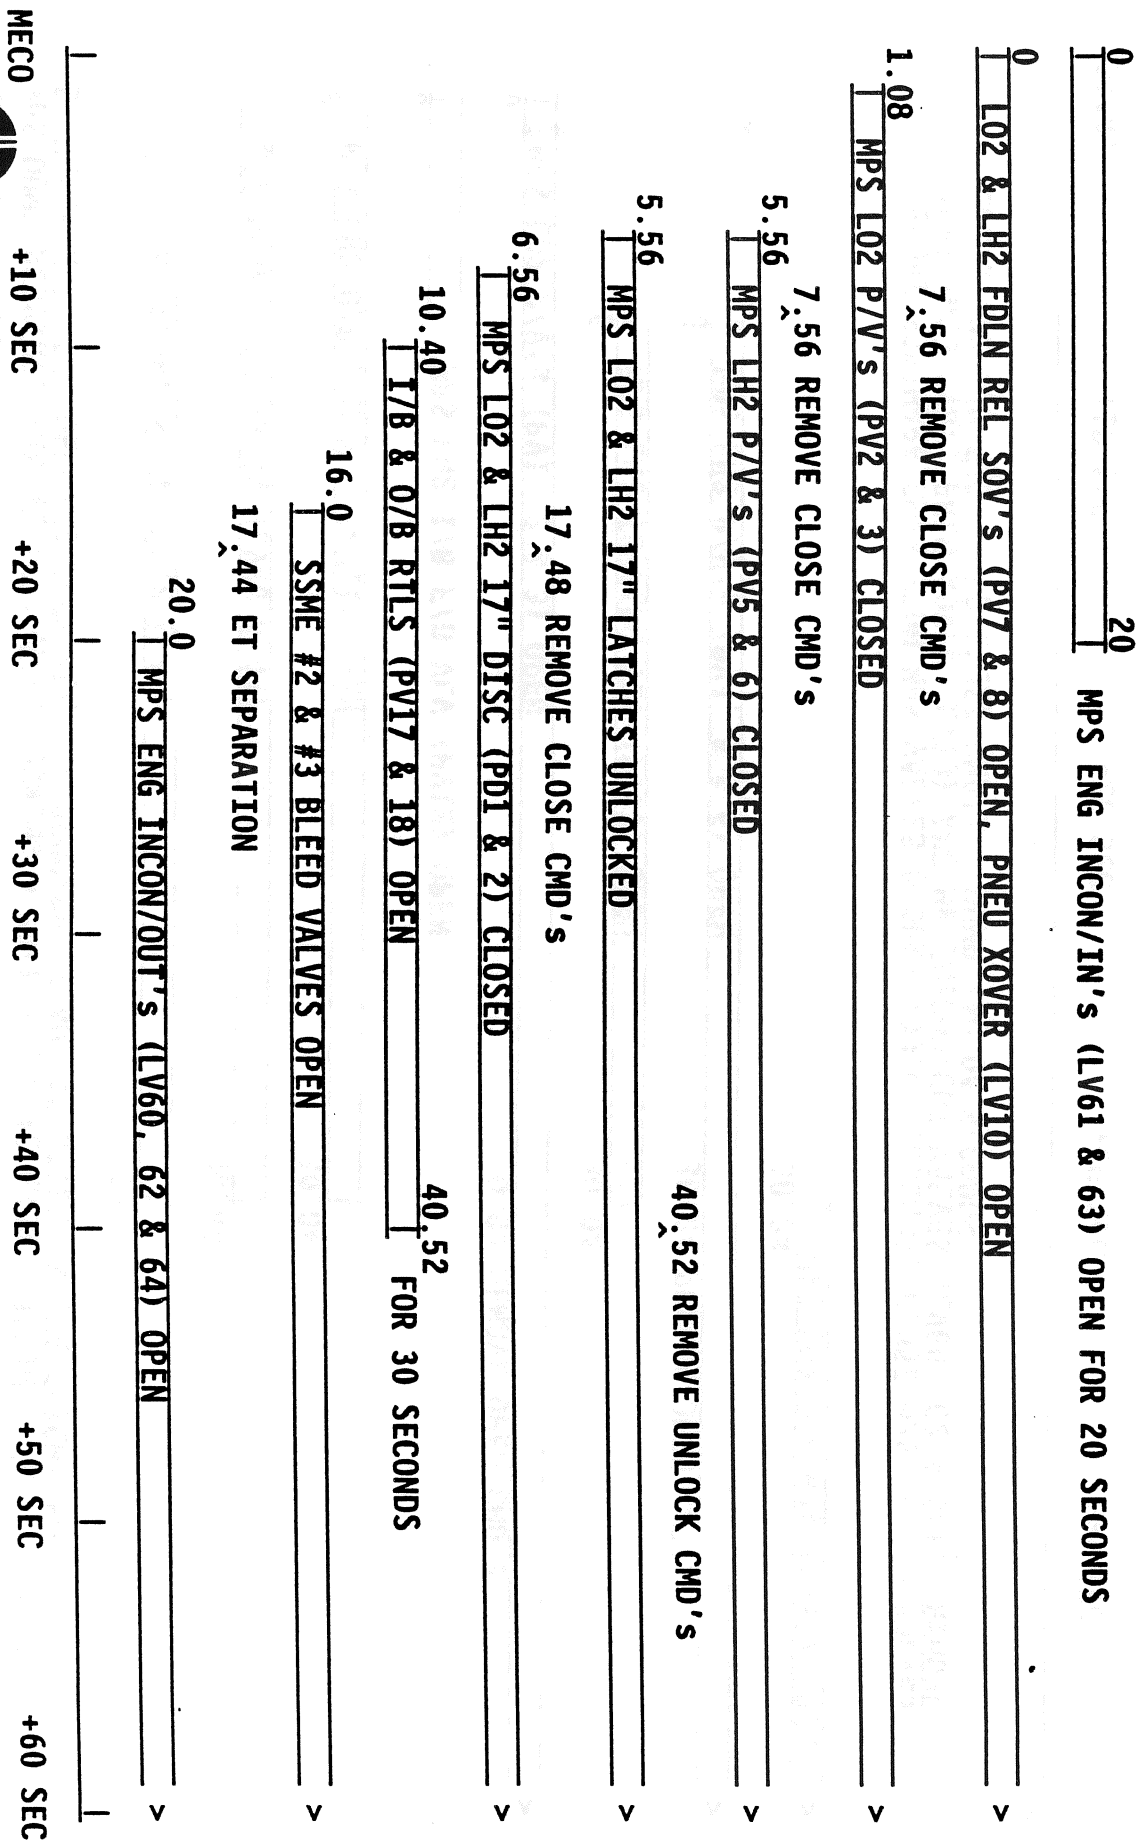 0 20 MPS ENG INCON/IN's (LV61 & 63) OPEN FOR 20 SECONDS
0
LO2 & LH2 FDLN REL SOV's (PV7 & 8) OPEN, PNEU XOVER (LV10) OPEN >
7.56 REMOVE CLOSE CMD's
^
1.08
MPS LO2 P/V's (PV2 & 3) CLOSED >
7.56 REMOVE CLOSE CMD's
^
5.56
MPS LH2 P/V's (PV5 & 6) CLOSED >
40.52 REMOVE UNLOCK CMD's
^
5.56
MPS LO2 & LH2 17" LATCHES UNLOCKED >
17.48 REMOVE CLOSE CMD's
^
6.56
MPS LO2 & LH2 17" DISC (PD1 & 2) CLOSED >
10.40 40.52
I/B & O/B RTLS (PV17 & 18) OPEN FOR 30 SECONDS
16.0
SSME #2 & #3 BLEED VALVES OPEN >
17.44 ET SEPARATION
^
20.0
MPS ENG INCON/OUT's (LV60, 62 & 64) OPEN >
MECO +10 SEC +20 SEC +30 SEC +40 SEC +50 SEC +60 SEC